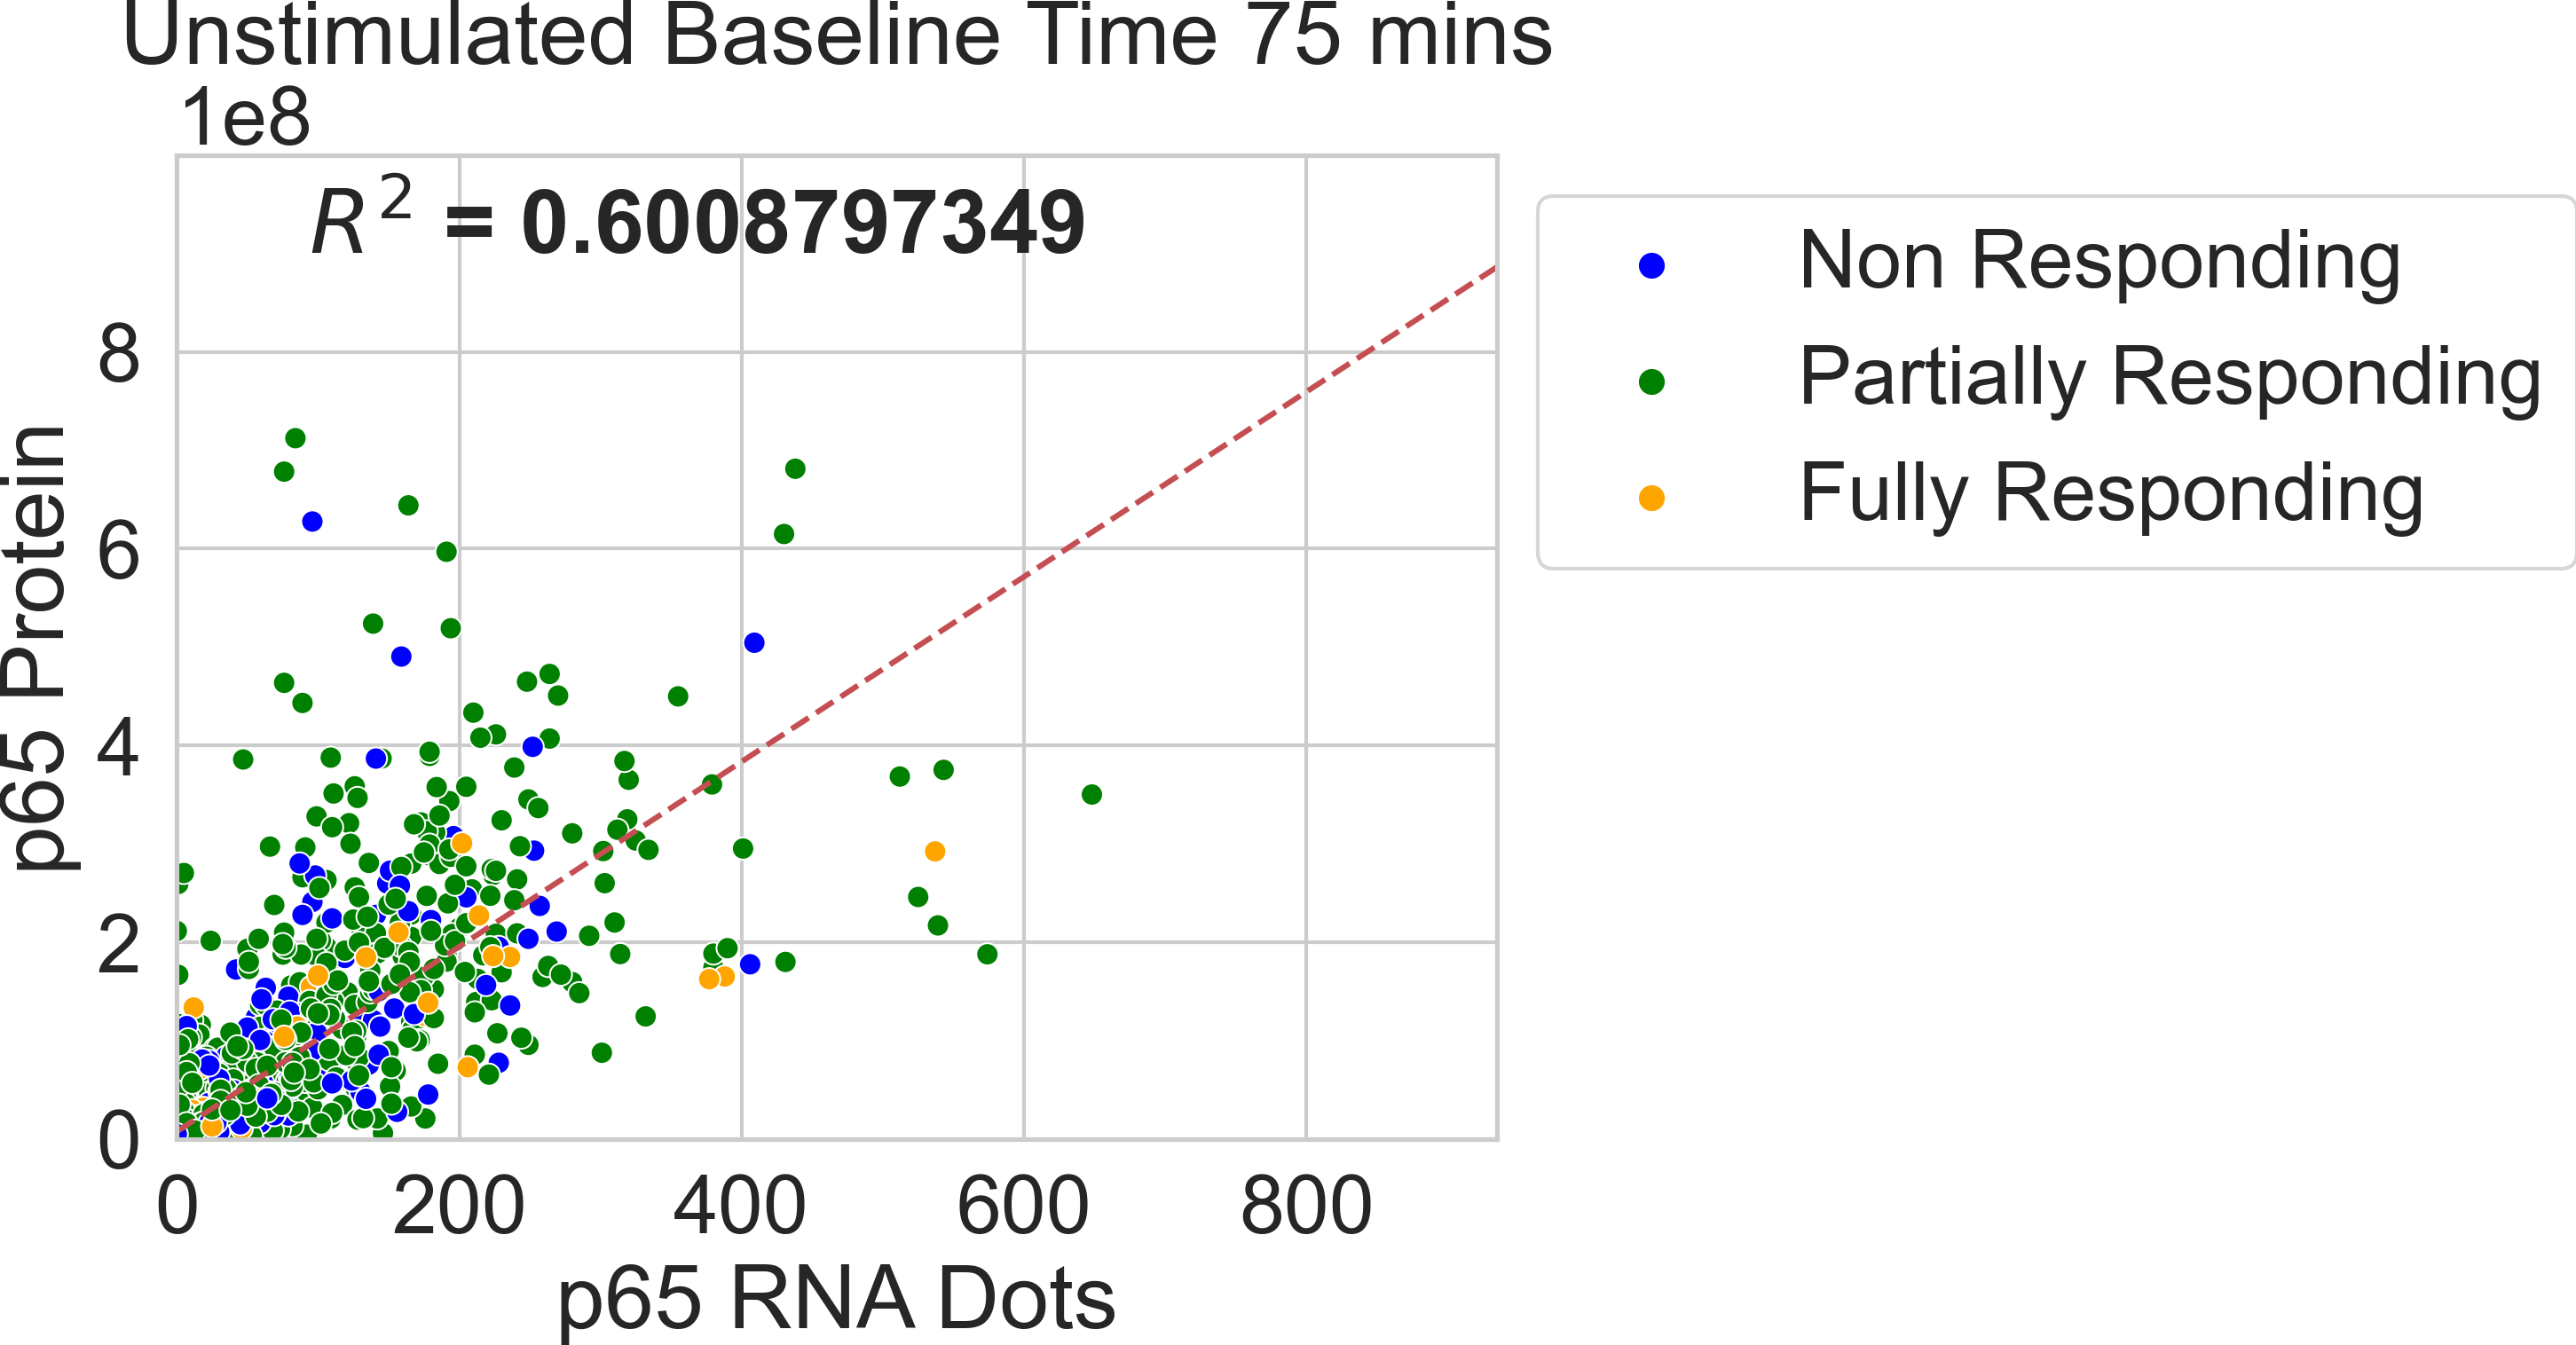 Unstimulated Baseline Time 75 mins
1e8
R² = 0.6008797349
8
6
4
2
0
p65 Protein
0 200 400 600 800
p65 RNA Dots
Non Responding
Partially Responding
Fully Responding